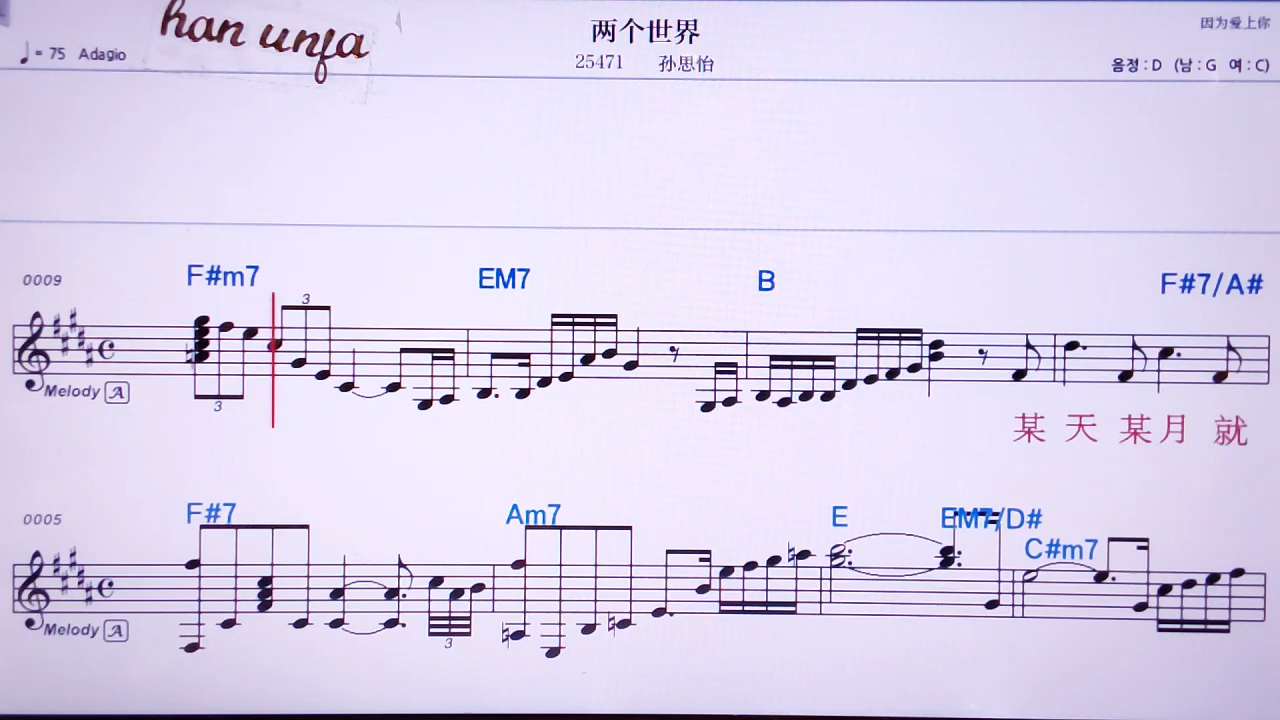 han unfa
两个世界
因为爱上你
♩= 75 Adagio
25471 孙思怡
음정:D (남:G 여:C)
F#m7 EM7 B F#7/A#
0009
3
Melody A
3
某 天 某月 就
F#7 Am7 E EM7/D#
0005
C#m7
Melody A
3